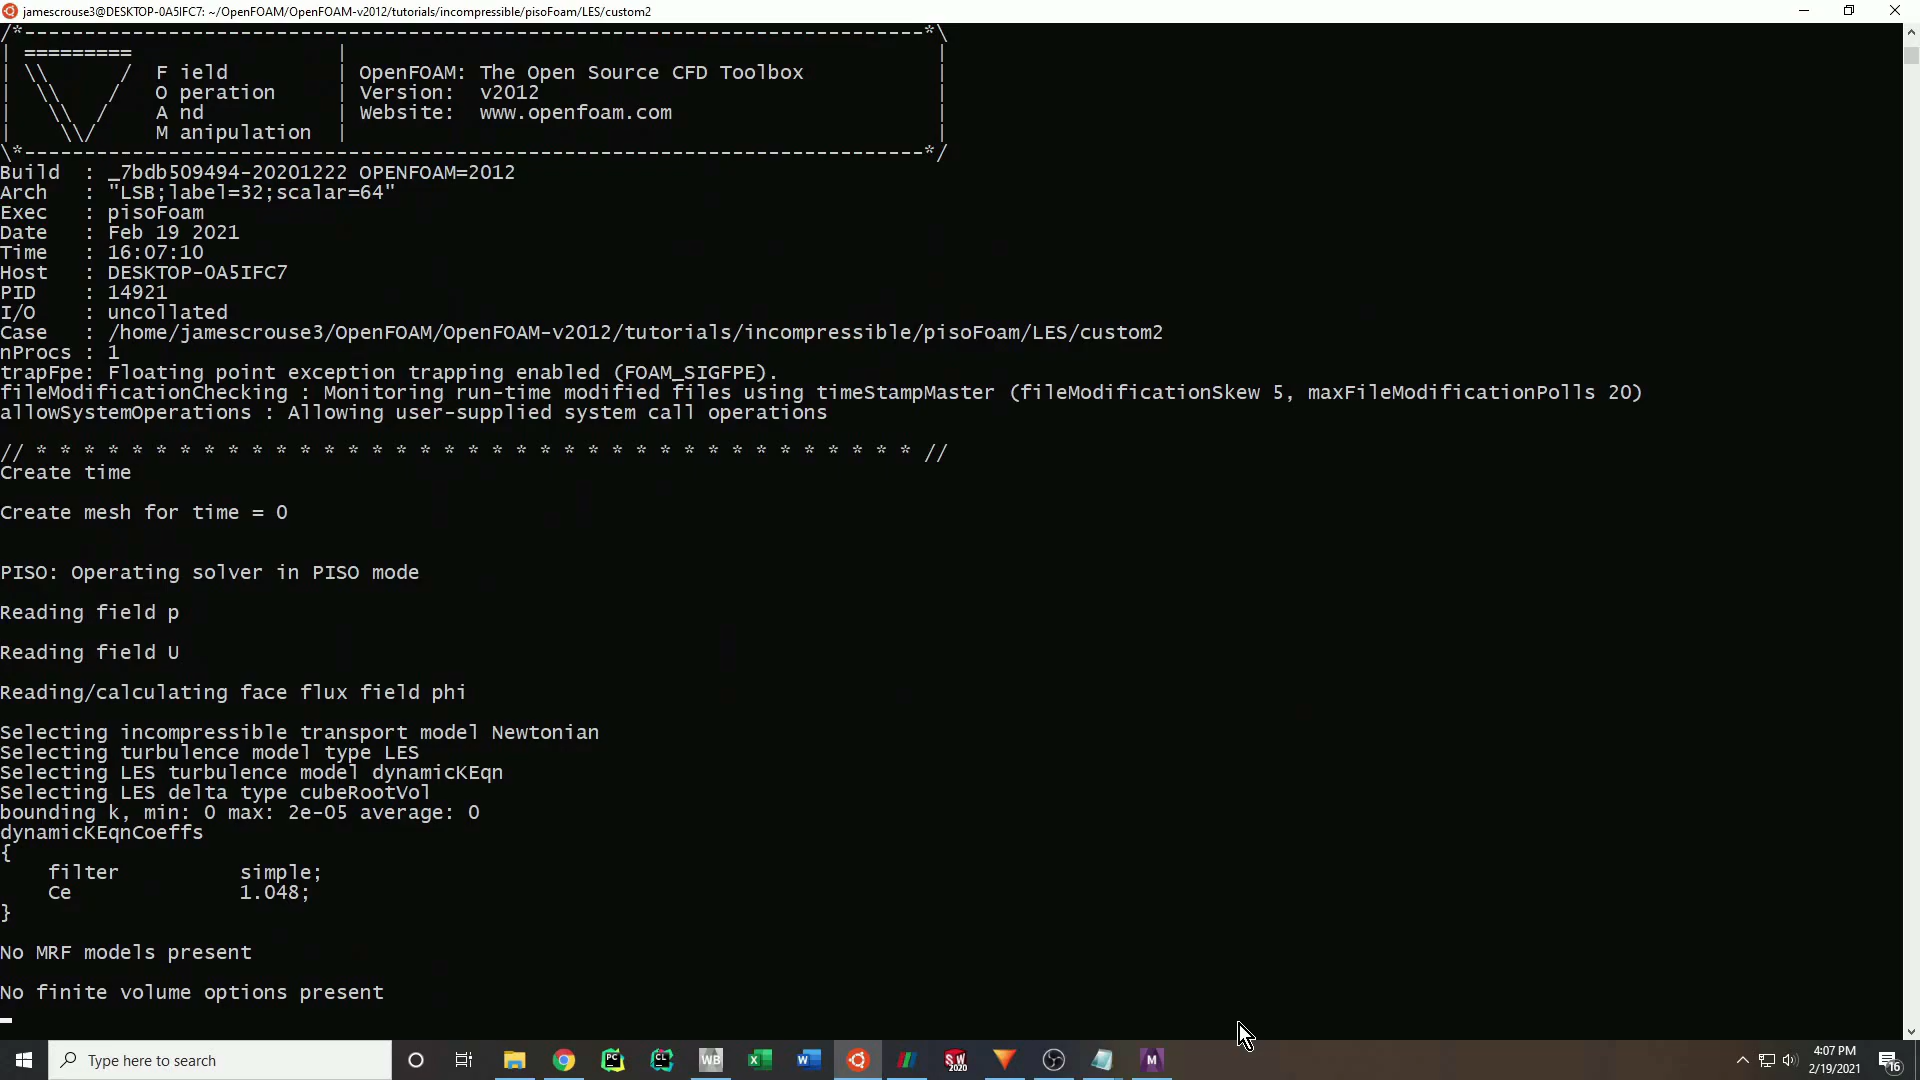 jamescrouse3@DESKTOP-0A5IFC7: ~/OpenFOAM/OpenFOAM-v2012/tutorials/incompressible/pisoFoam/LES/custom2
/*---------------------------------------------------------------------------*\
| =========                 |                                                 |
| \\      /  F ield         | OpenFOAM: The Open Source CFD Toolbox           |
|  \\    /   O peration     | Version:  v2012                                 |
|   \\  /    A nd           | Website:  www.openfoam.com                      |
|    \\/     M anipulation  |                                                 |
\*---------------------------------------------------------------------------*/
Build  : _7bdb509494-20201222 OPENFOAM=2012
Arch   : "LSB;label=32;scalar=64"
Exec   : pisoFoam
Date   : Feb 19 2021
Time   : 16:07:10
Host   : DESKTOP-0A5IFC7
PID    : 14921
I/O    : uncollated
Case   : /home/jamescrouse3/OpenFOAM/OpenFOAM-v2012/tutorials/incompressible/pisoFoam/LES/custom2
nProcs : 1
trapFpe: Floating point exception trapping enabled (FOAM_SIGFPE).
fileModificationChecking : Monitoring run-time modified files using timeStampMaster (fileModificationSkew 5, maxFileModificationPolls 20)
allowSystemOperations : Allowing user-supplied system call operations
// * * * * * * * * * * * * * * * * * * * * * * * * * * * * * * * * * * * * * //
Create time
Create mesh for time = 0
PISO: Operating solver in PISO mode
Reading field p
Reading field U
Reading/calculating face flux field phi
Selecting incompressible transport model Newtonian
Selecting turbulence model type LES
Selecting LES turbulence model dynamicKEqn
Selecting LES delta type cubeRootVol
bounding k, min: 0 max: 2e-05 average: 0
dynamicKEqnCoeffs
{
    filter          simple;
    Ce              1.048;
}
No MRF models present
No finite volume options present
Type here to search
PC
CL
WB
SW
2020
M
4:07 PM
2/19/2021
16